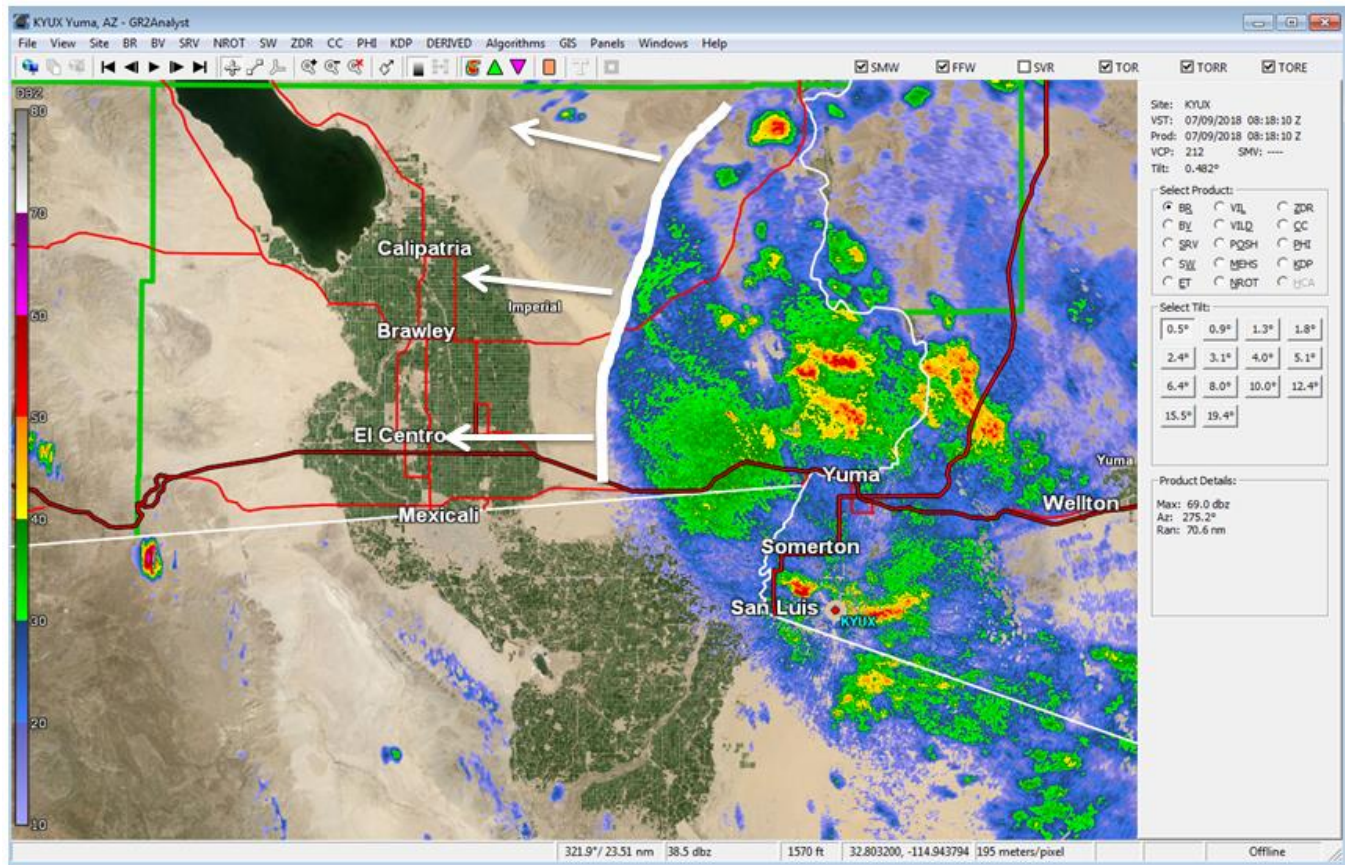 KYUX Yuma, AZ - GR2Analyst
File View Site BR BV SRV NROT SW ZDR CC PHI KDP DERIVED Algorithms GIS Panels Windows Help
SMW FFW SVR TOR TORR TORE
DBZ
80
70
60
50
40
30
20
10
Calipatria
Imperial
Brawley
El Centro
Mexicali
Yuma
Yuma
Wellton
Somerton
San Luis
KYUX
Site: KYUX
VST: 07/09/2018 08:18:10 Z
Prod: 07/09/2018 08:18:10 Z
VCP: 212 SMV: ----
Tilt: 0.482°
Select Product:
BR VIL ZDR
BV VILD CC
SRV POSH PHI
SW MEHS KDP
ET NROT HCA
Select Tilt:
0.5° 0.9° 1.3° 1.8°
2.4° 3.1° 4.0° 5.1°
6.4° 8.0° 10.0° 12.4°
15.5° 19.4°
Product Details:
Max: 69.0 dbz
Az: 275.2°
Ran: 70.6 nm
321.9°/ 23.51 nm 38.5 dbz 1570 ft 32.803200, -114.943794 195 meters/pixel Offline